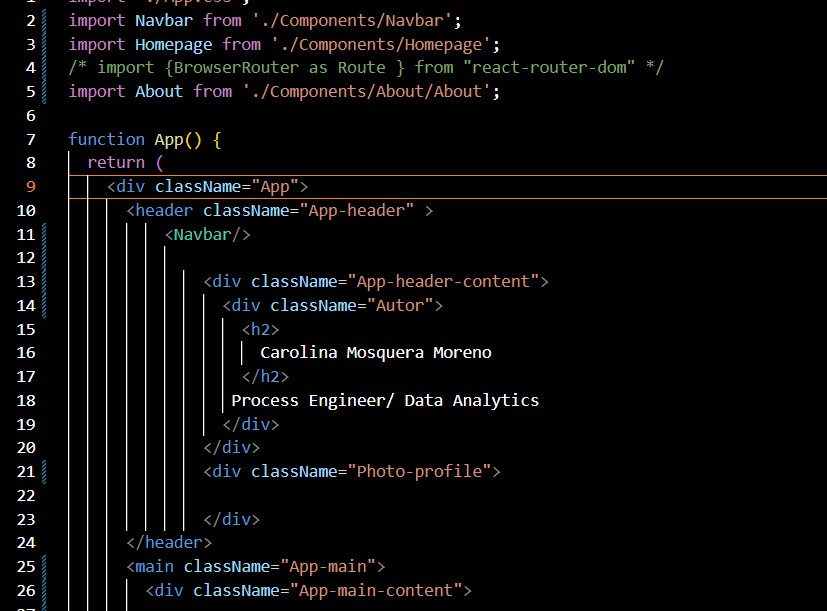 1 import './App.css';
2 import Navbar from './Components/Navbar';
3 import Homepage from './Components/Homepage';
4 /* import {BrowserRouter as Route } from "react-router-dom" */
5 import About from './Components/About/About';
6
7 function App() {
8 return (
9 <div className="App">
10 <header className="App-header" >
11 <Navbar/>
12
13 <div className="App-header-content">
14 <div className="Autor">
15 <h2>
16 Carolina Mosquera Moreno
17 </h2>
18 Process Engineer/ Data Analytics
19 </div>
20 </div>
21 <div className="Photo-profile">
22
23 </div>
24 </header>
25 <main className="App-main">
26 <div className="App-main-content">